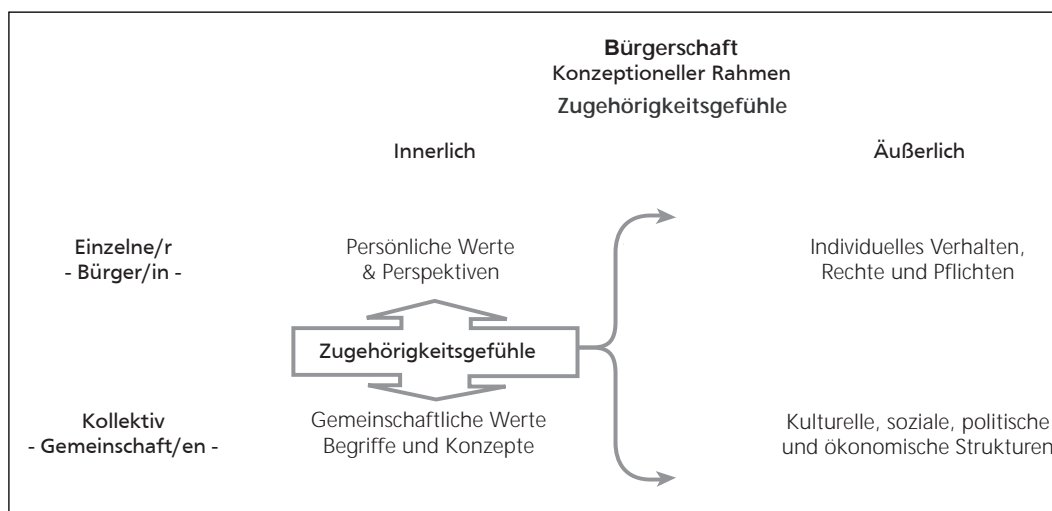 Bürgerschaft
Konzeptioneller Rahmen
Zugehörigkeitsgefühle
Innerlich
Äußerlich
Einzelne/r
- Bürger/in -
Persönliche Werte
& Perspektiven
Individuelles Verhalten,
Rechte und Pflichten
Zugehörigkeitsgefühle
Kollektiv
- Gemeinschaft/en -
Gemeinschaftliche Werte
Begriffe und Konzepte
Kulturelle, soziale, politische
und ökonomische Strukturen